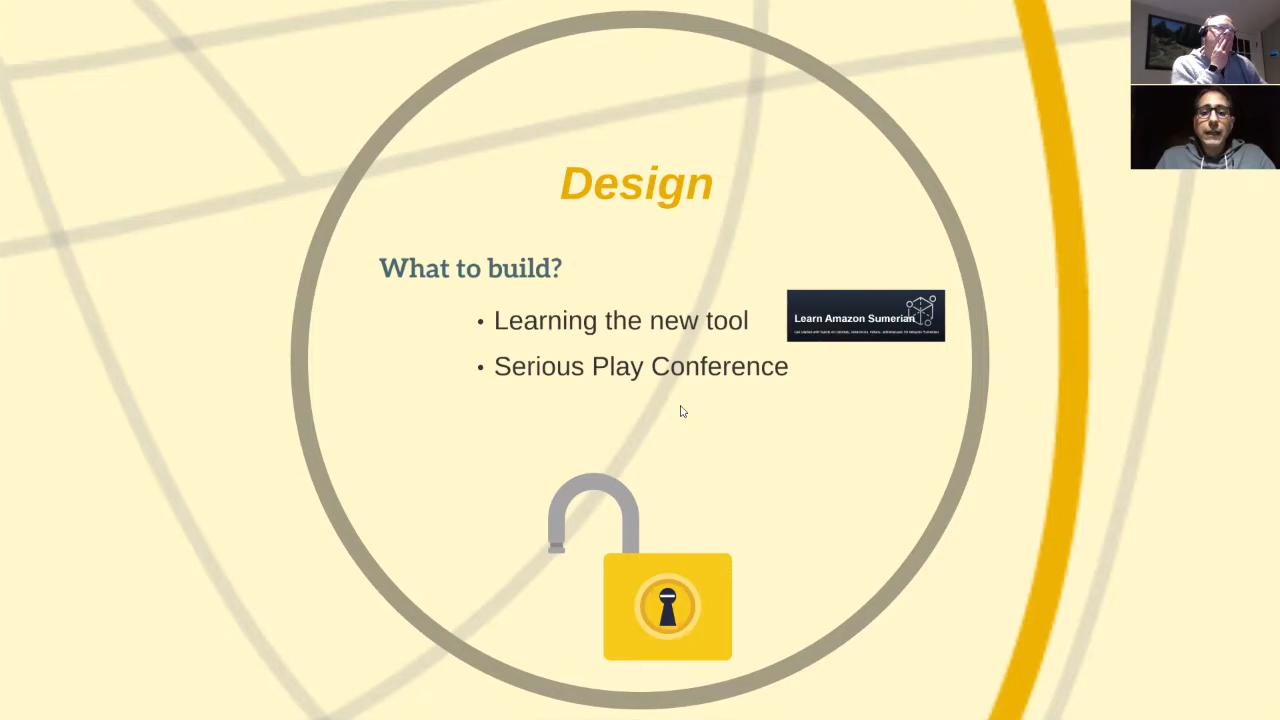 Design
What to build?
• Learning the new tool
Learn Amazon Sumerian
• Serious Play Conference